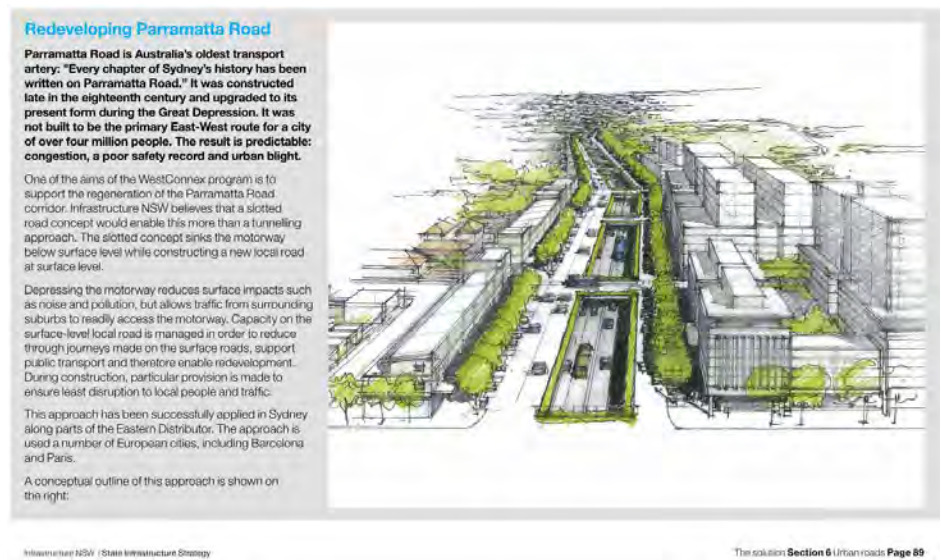 Redeveloping Parramatta Road
Parramatta Road is Australia's oldest transport
artery: "Every chapter of Sydney's history has been
written on Parramatta Road." It was constructed
late in the eighteenth century and upgraded to its
present form during the Great Depression. It was
not built to be the primary East-West route for a city
of over four million people. The result is predictable:
congestion, a poor safety record and urban blight.
One of the aims of the WestConnex program is to
support the regeneration of the Parramatta Road
corridor. Infrastructure NSW believes that a slotted
road concept would enable this more than a tunnelling
approach. The slotted concept sinks the motorway
below surface level while constructing a new local road
at surface level.
Depressing the motorway reduces surface impacts such
as noise and pollution, but allows traffic from surrounding
suburbs to readily access the motorway. Capacity on the
surface-level local road is managed in order to reduce
through journeys made on the surface roads, support
public transport and therefore enable redevelopment.
During construction, particular provision is made to
ensure least disruption to local people and traffic.
This approach has been successfully applied in Sydney
along parts of the Eastern Distributor. The approach is
used a number of European cities, including Barcelona
and Paris.
A conceptual outline of this approach is shown on
the right:
Infrastructure NSW | State Infrastructure Strategy
The solution Section 6 Urban roads Page 89